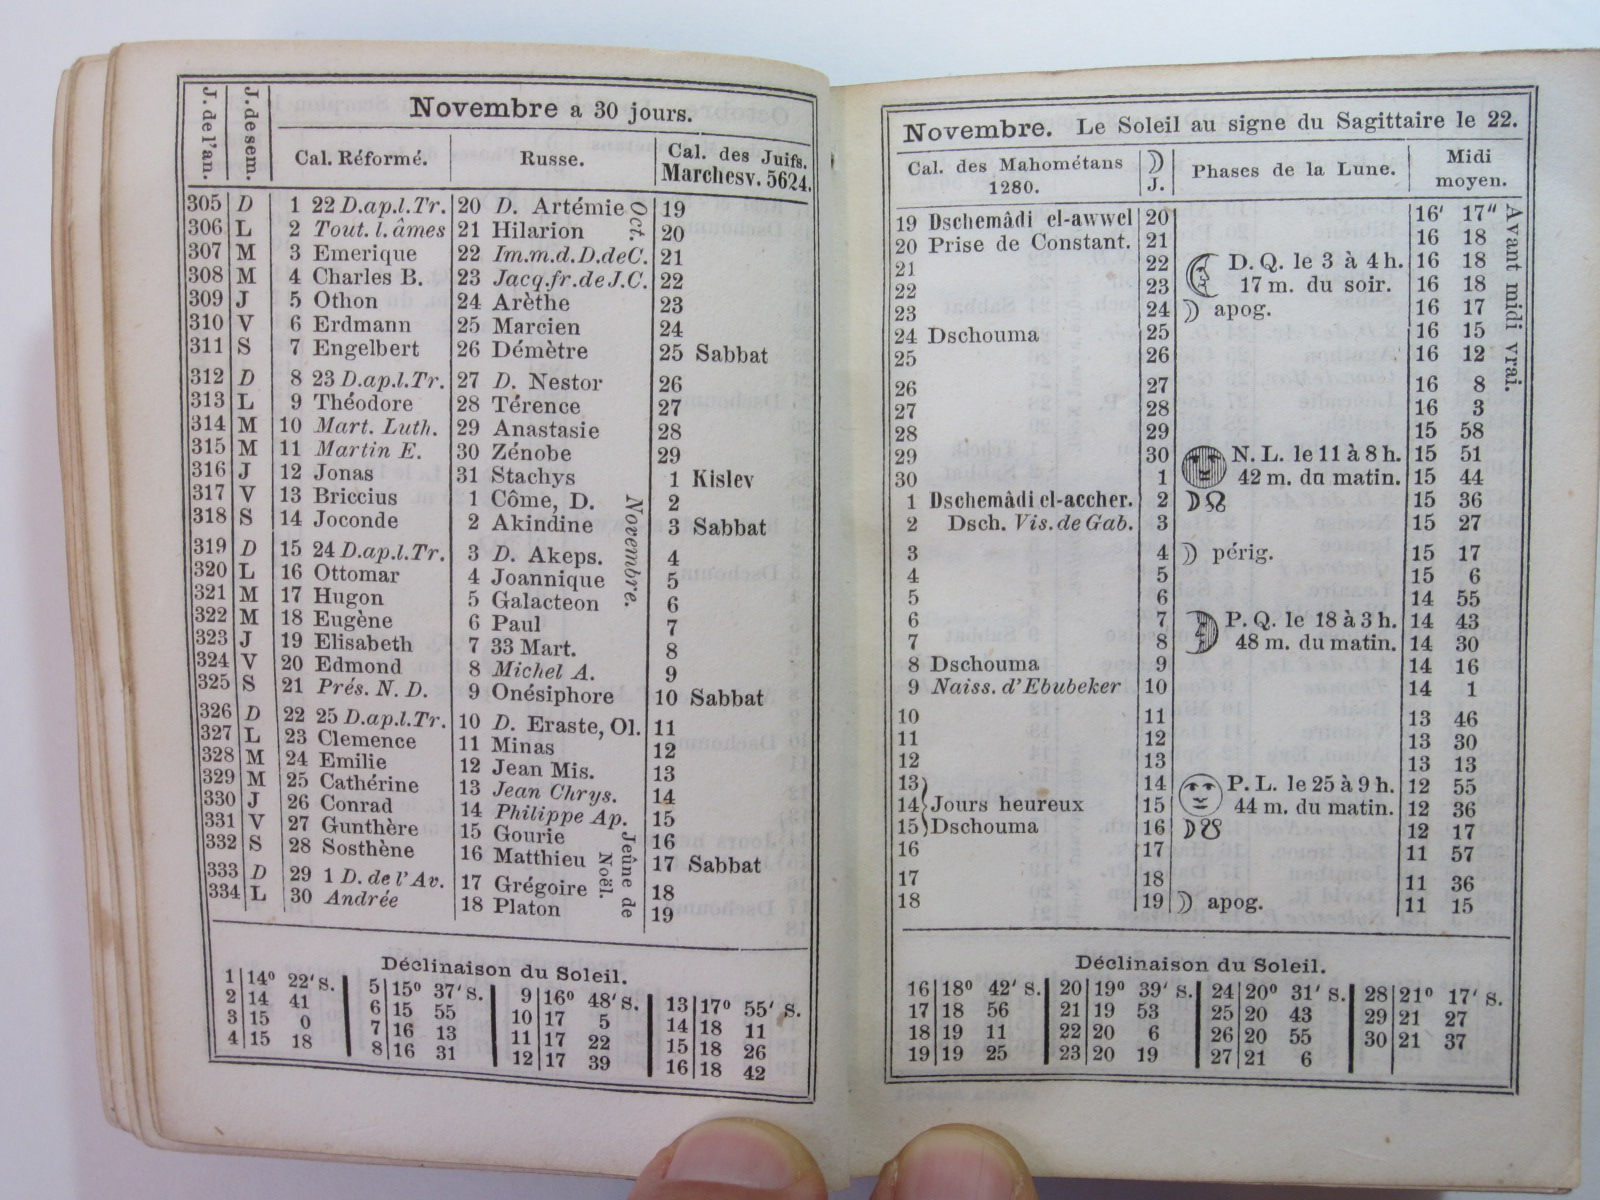 J. de l'an.
J. de sem.
Novembre a 30 jours.
Cal. Réformé. Russe. Cal. des Juifs. Marchesv. 5624.
305 D 1 22 D.ap.l.Tr. 20 D. Artémie 19
306 L 2 Tout. l. âmes 21 Hilarion 20
307 M 3 Emerique 22 Im.m.d.D.deC. 21
308 M 4 Charles B. 23 Jacq.fr.de J.C. 22
309 J 5 Othon 24 Arèthe 23
310 V 6 Erdmann 25 Marcien 24
311 S 7 Engelbert 26 Démètre 25 Sabbat
312 D 8 23 D.ap.l.Tr. 27 D. Nestor 26
313 L 9 Théodore 28 Térence 27
314 M 10 Mart. Luth. 29 Anastasie 28
315 M 11 Martin E. 30 Zénobe 29
316 J 12 Jonas 31 Stachys 1 Kislev
317 V 13 Briccius 1 Côme, D. 2
318 S 14 Joconde 2 Akindine 3 Sabbat
319 D 15 24 D.ap.l.Tr. 3 D. Akeps. 4
320 L 16 Ottomar 4 Joannique 5
321 M 17 Hugon 5 Galacteon 6
322 M 18 Eugène 6 Paul 7
323 J 19 Elisabeth 7 33 Mart. 8
324 V 20 Edmond 8 Michel A. 9
325 S 21 Prés. N. D. 9 Onésiphore 10 Sabbat
326 D 22 25 D.ap.l.Tr. 10 D. Eraste, Ol. 11
327 L 23 Clemence 11 Minas 12
328 M 24 Emilie 12 Jean Mis. 13
329 M 25 Cathérine 13 Jean Chrys. 14
330 J 26 Conrad 14 Philippe Ap. 15
331 V 27 Gunthère 15 Gourie 16
332 S 28 Sosthène 16 Matthieu 17 Sabbat
333 D 29 1 D. de l'Av. 17 Grégoire 18
334 L 30 Andrée 18 Platon 19
Oct.
Novembre.
Jeûne de
Noël.
Déclinaison du Soleil.
1 14⁰ 22′ S. 5 15⁰ 37′ S. 9 16⁰ 48′ S. 13 17⁰ 55′ S.
2 14 41 6 15 55 10 17 5 14 18 11
3 15 0 7 16 13 11 17 22 15 18 26
4 15 18 8 16 31 12 17 39 16 18 42
Novembre. Le Soleil au signe du Sagittaire le 22.
Cal. des Mahométans 1280. ☽ J. Phases de la Lune. Midi moyen.
19 Dschemâdi el-awwel 20 16′ 17″
20 Prise de Constant. 21 16 18
21 22 D. Q. le 3 à 4 h. 16 18
22 23 17 m. du soir. 16 18
23 24 ☽ apog. 16 17
24 Dschouma 25 16 15
25 26 16 12
26 27 16 8
27 28 16 3
28 29 15 58
29 30 N. L. le 11 à 8 h. 15 51
30 1 42 m. du matin. 15 44
1 Dschemâdi el-accher. 2 ☽☊ 15 36
2 Dsch. Vis. de Gab. 3 15 27
3 4 ☽ périg. 15 17
4 5 15 6
5 6 14 55
6 7 P. Q. le 18 à 3 h. 14 43
7 8 48 m. du matin. 14 30
8 Dschouma 9 14 16
9 Naiss. d'Ebubeker 10 14 1
10 11 13 46
11 12 13 30
12 13 13 13
13 14 P. L. le 25 à 9 h. 12 55
14 Jours heureux 15 44 m. du matin. 12 36
15 Dschouma 16 ☽☋ 12 17
16 17 11 57
17 18 11 36
18 19 ☽ apog. 11 15
Avant midi vrai.
Déclinaison du Soleil.
16 18⁰ 42′ S. 20 19⁰ 39′ S. 24 20⁰ 31′ S. 28 21⁰ 17′ S.
17 18 56 21 19 53 25 20 43 29 21 27
18 19 11 22 20 6 26 20 55 30 21 37
19 19 25 23 20 19 27 21 6